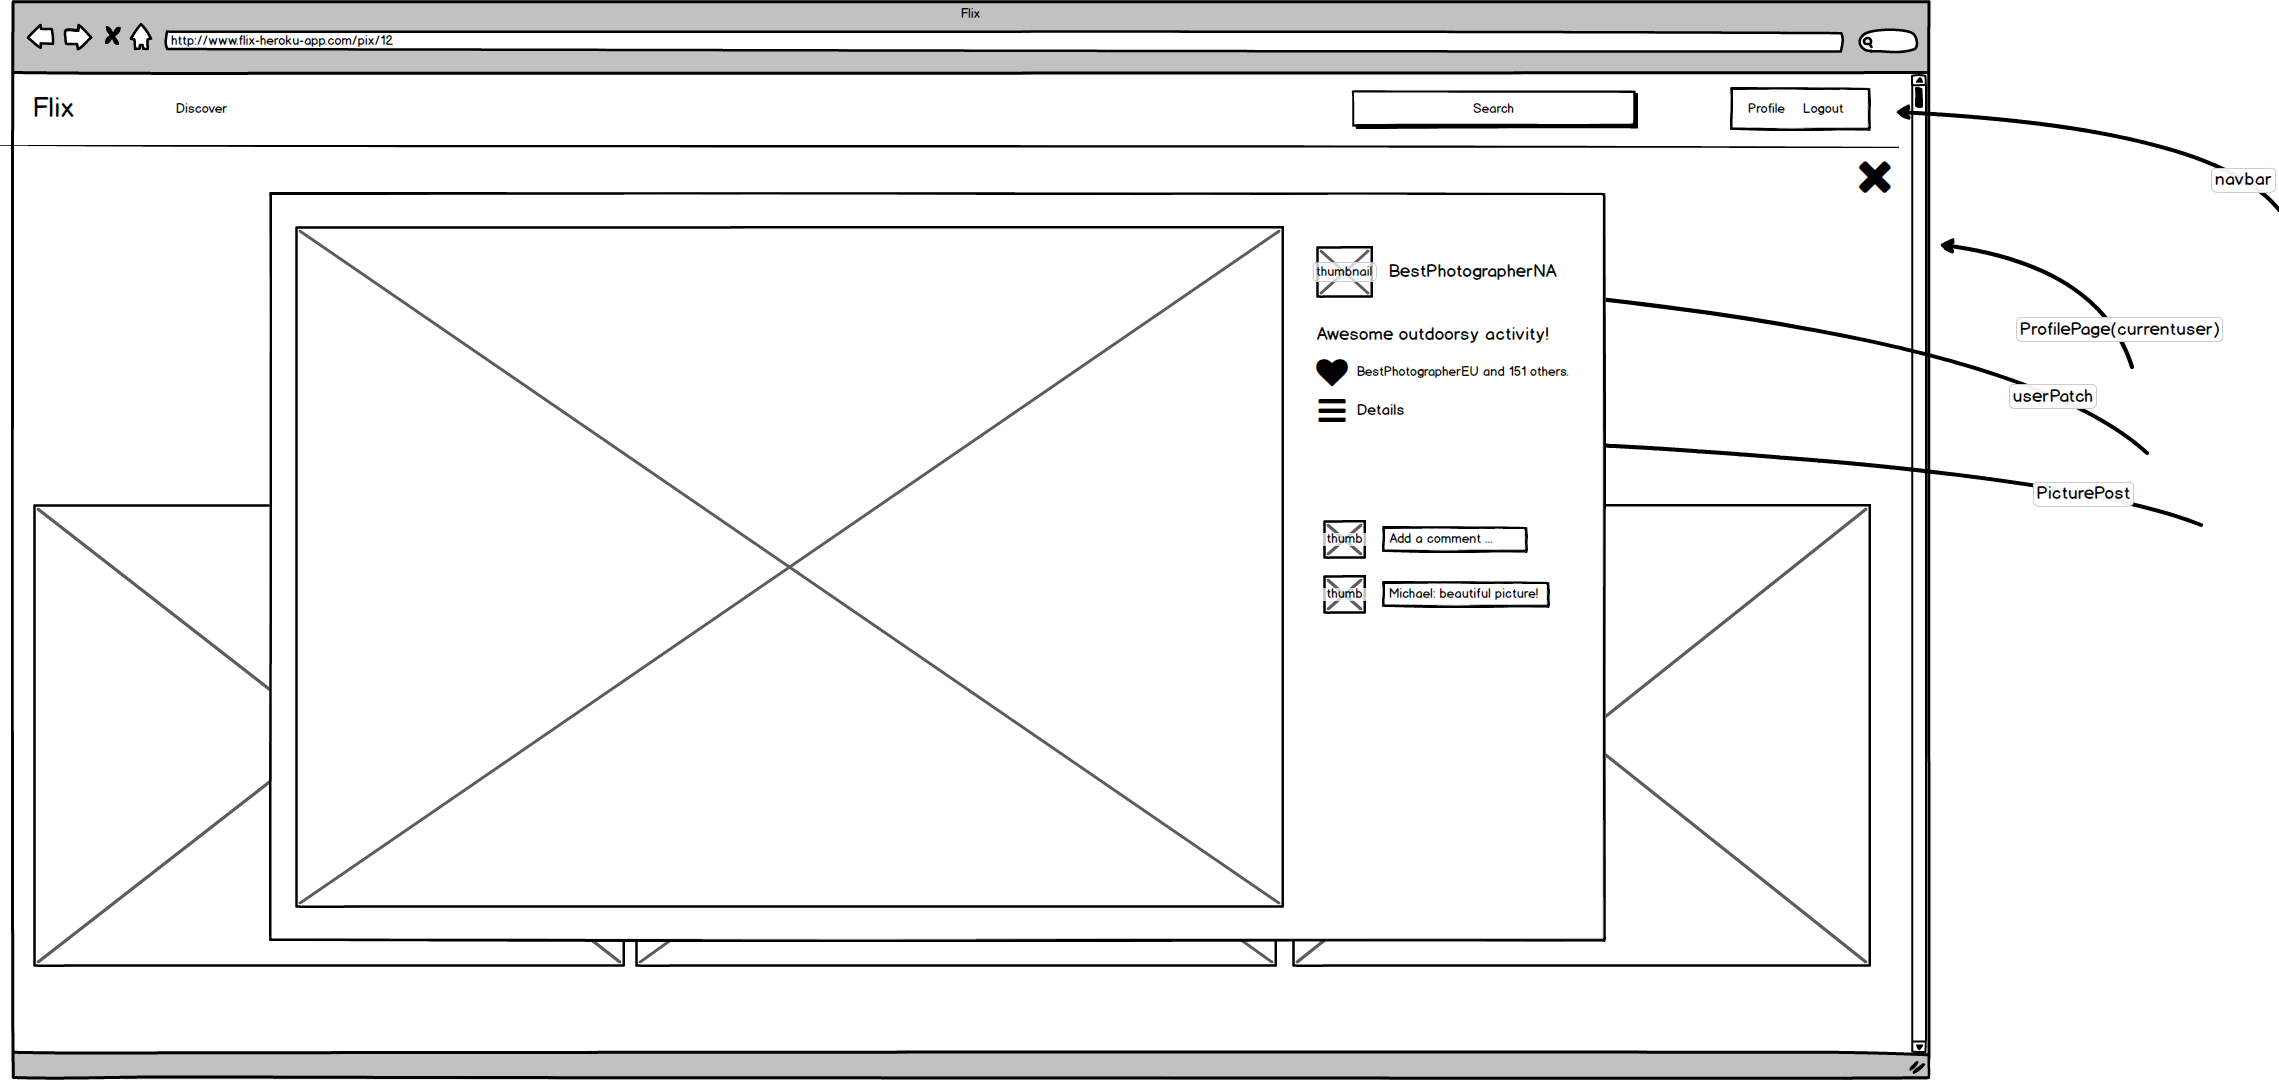 Flix
http://www.flix-heroku-app.com/pix/12
Flix
Discover
Search
Profile Logout
navbar
thumbnail
BestPhotographerNA
ProfilePage(currentuser)
Awesome outdoorsy activity!
BestPhotographerEU and 151 others.
userPatch
Details
PicturePost
thumb
Add a comment ...
thumb
Michael: beautiful picture!